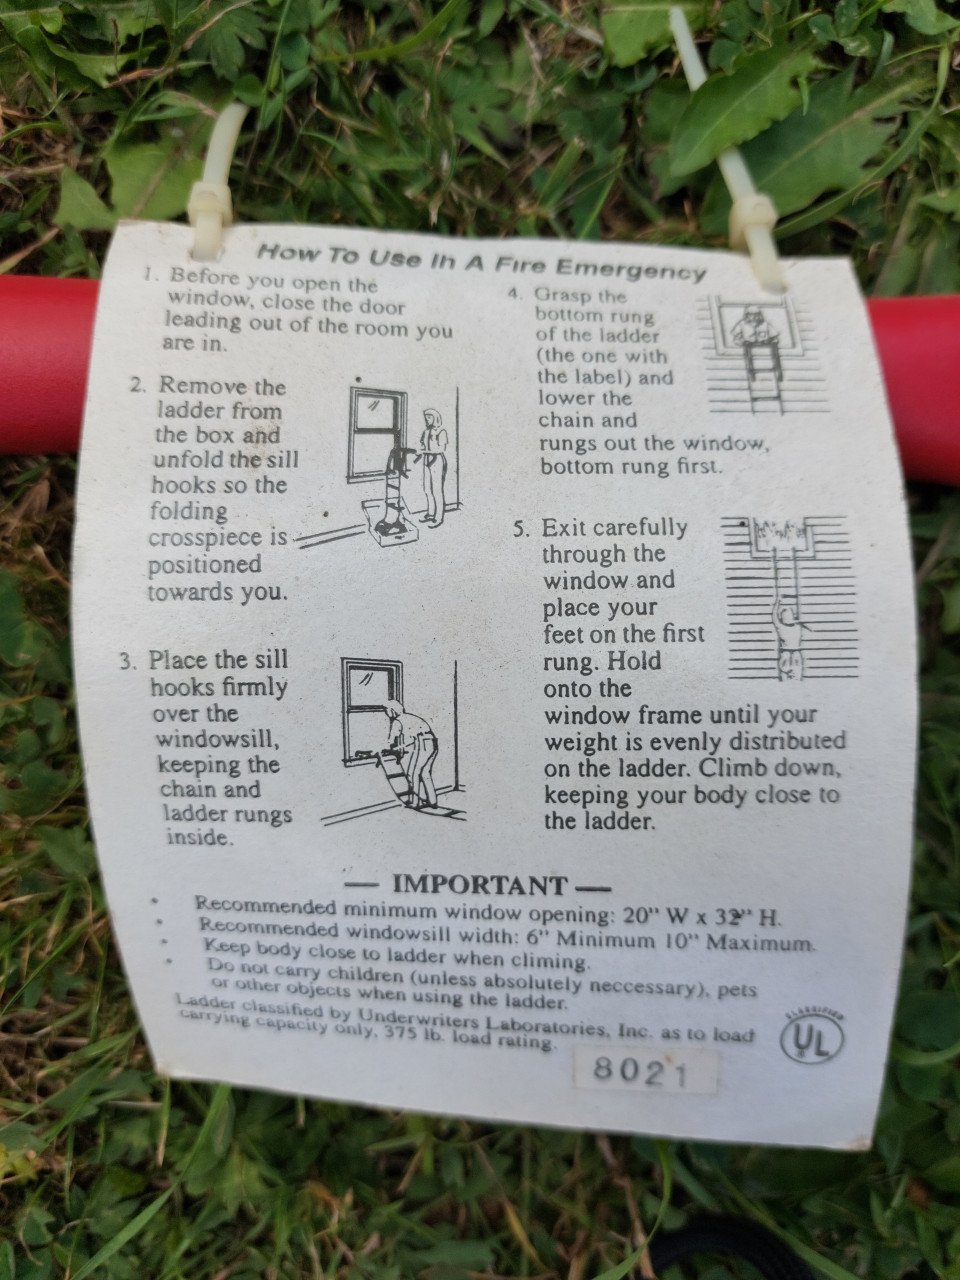 How To Use In A Fire Emergency
1. Before you open the
window, close the door
leading out of the room you
are in.
2. Remove the
ladder from
the box and
unfold the sill
hooks so the
folding
crosspiece is
positioned
towards you.
3. Place the sill
hooks firmly
over the
windowsill,
keeping the
chain and
ladder rungs
inside.
4. Grasp the
bottom rung
of the ladder
(the one with
the label) and
lower the
chain and
rungs out the window,
bottom rung first.
5. Exit carefully
through the
window and
place your
feet on the first
rung. Hold
onto the
window frame until your
weight is evenly distributed
on the ladder. Climb down,
keeping your body close to
the ladder.
— IMPORTANT —
• Recommended minimum window opening: 20" W x H.
• Recommended windowsill width: 6" Minimum 10" Maximum.
• Keep body close to ladder when climing.
• Do not carry children (unless absolutely neccessary), pets
or other objects when using the ladder.
Ladder classified by Underwriters Laboratories, Inc. as to load
carrying capacity only. 375 lb. load rating.
CLASSIFIED
UL
8021